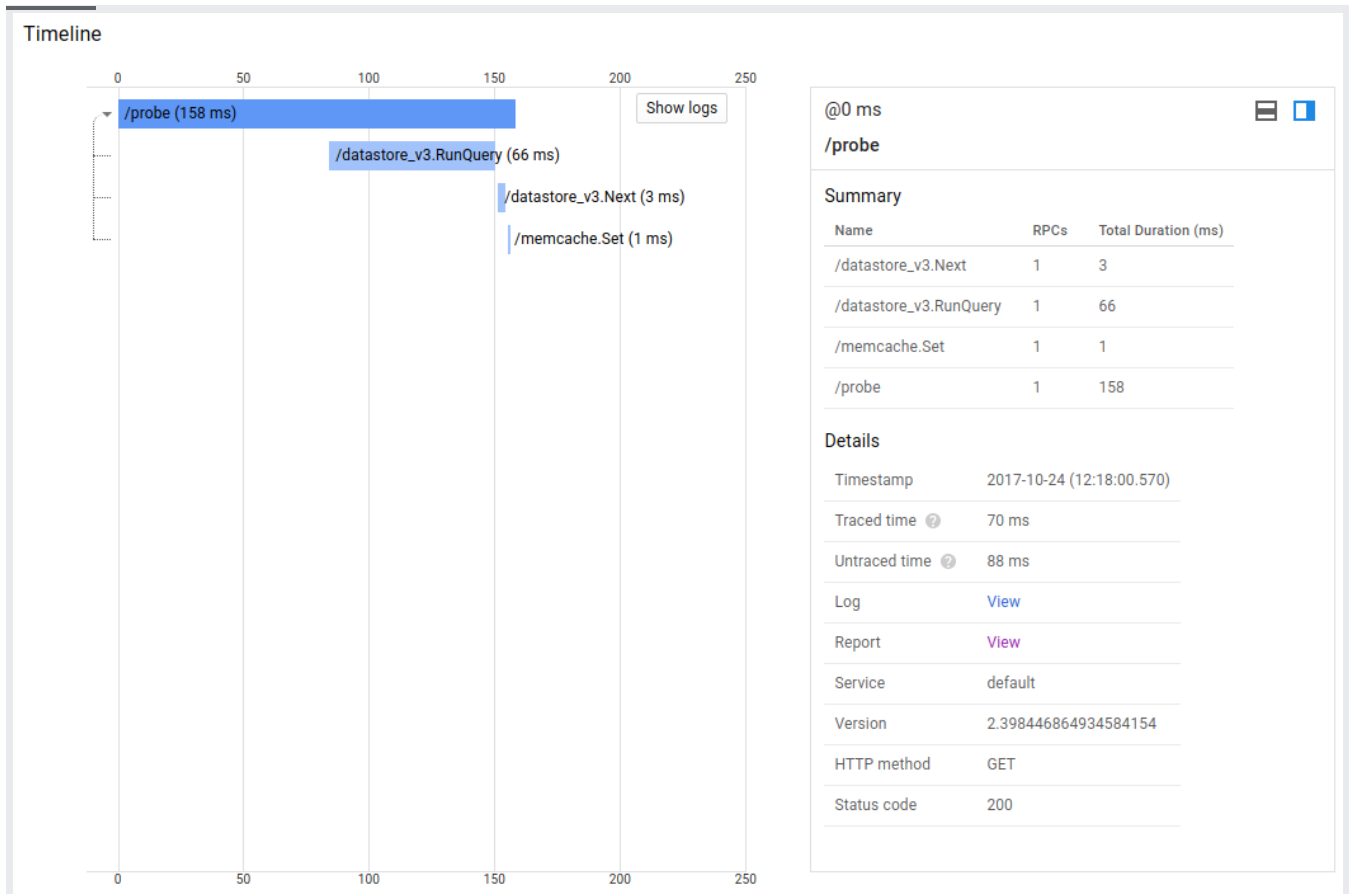 Timeline
0 50 100 150 200 250
/probe (158 ms)
Show logs
/datastore_v3.RunQuery (66 ms)
/datastore_v3.Next (3 ms)
/memcache.Set (1 ms)
0 50 100 150 200 250
@0 ms
/probe
Summary
Name RPCs Total Duration (ms)
/datastore_v3.Next 1 3
/datastore_v3.RunQuery 1 66
/memcache.Set 1 1
/probe 1 158
Details
Timestamp 2017-10-24 (12:18:00.570)
Traced time ? 70 ms
Untraced time ? 88 ms
Log View
Report View
Service default
Version 2.398446864934584154
HTTP method GET
Status code 200